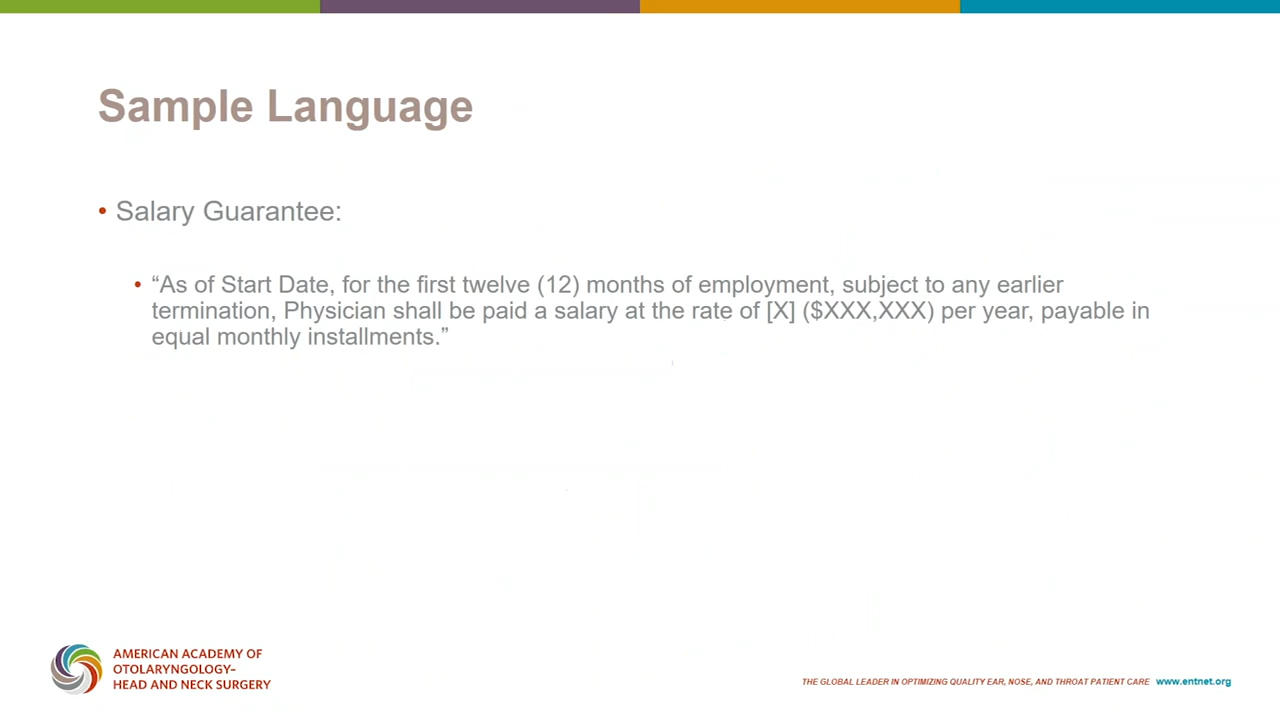 Sample Language
• Salary Guarantee:
• “As of Start Date, for the first twelve (12) months of employment, subject to any earlier
termination, Physician shall be paid a salary at the rate of [X] ($XXX,XXX) per year, payable in
equal monthly installments.”
AMERICAN ACADEMY OF
OTOLARYNGOLOGY–
HEAD AND NECK SURGERY
THE GLOBAL LEADER IN OPTIMIZING QUALITY EAR, NOSE, AND THROAT PATIENT CARE www.entnet.org